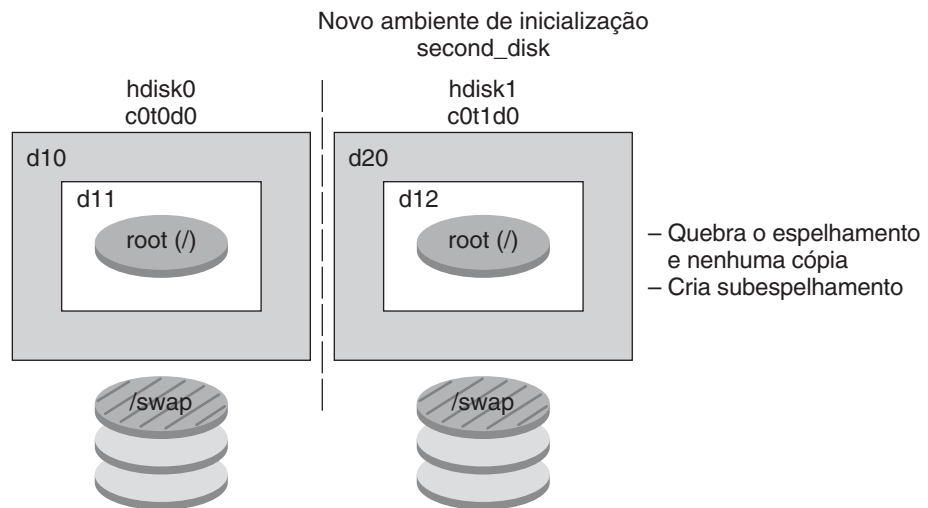 Novo ambiente de inicialização
second_disk
hdisk0
c0t0d0
hdisk1
c0t1d0
d10
d11
root (/)
d20
d12
root (/)
– Quebra o espelhamento
e nenhuma cópia
– Cria subespelhamento
/swap
/swap